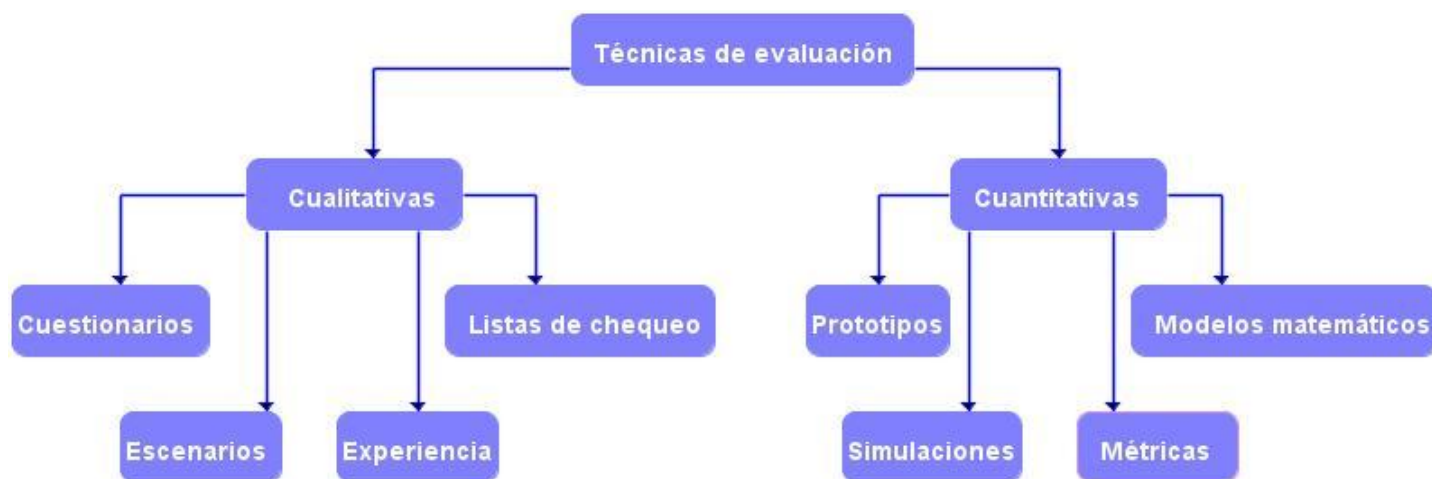 Técnicas de evaluación
Cualitativas
Cuantitativas
Cuestionarios
Listas de chequeo
Prototipos
Modelos matemáticos
Escenarios
Experiencia
Simulaciones
Métricas